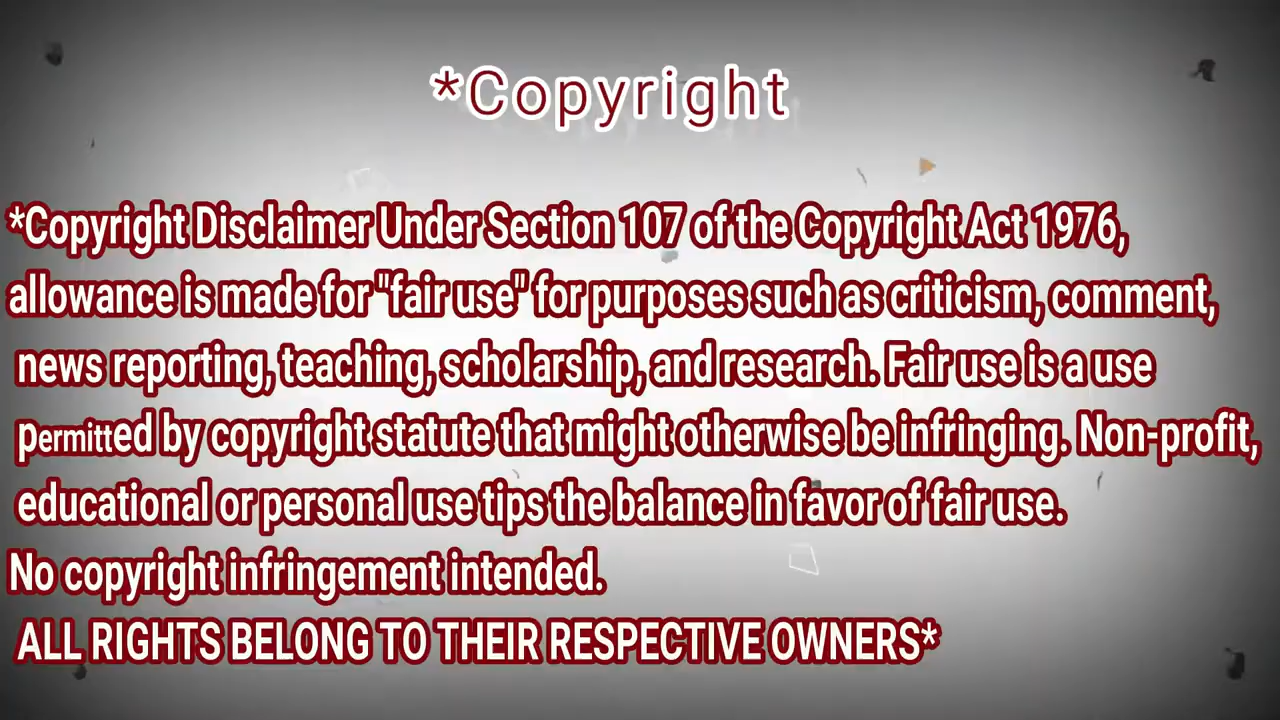 *Copyright
*Copyright Disclaimer Under Section 107 of the Copyright Act 1976,
allowance is made for "fair use" for purposes such as criticism, comment,
news reporting, teaching, scholarship, and research. Fair use is a use
permitted by copyright statute that might otherwise be infringing. Non-profit,
educational or personal use tips the balance in favor of fair use.
No copyright infringement intended.
ALL RIGHTS BELONG TO THEIR RESPECTIVE OWNERS*